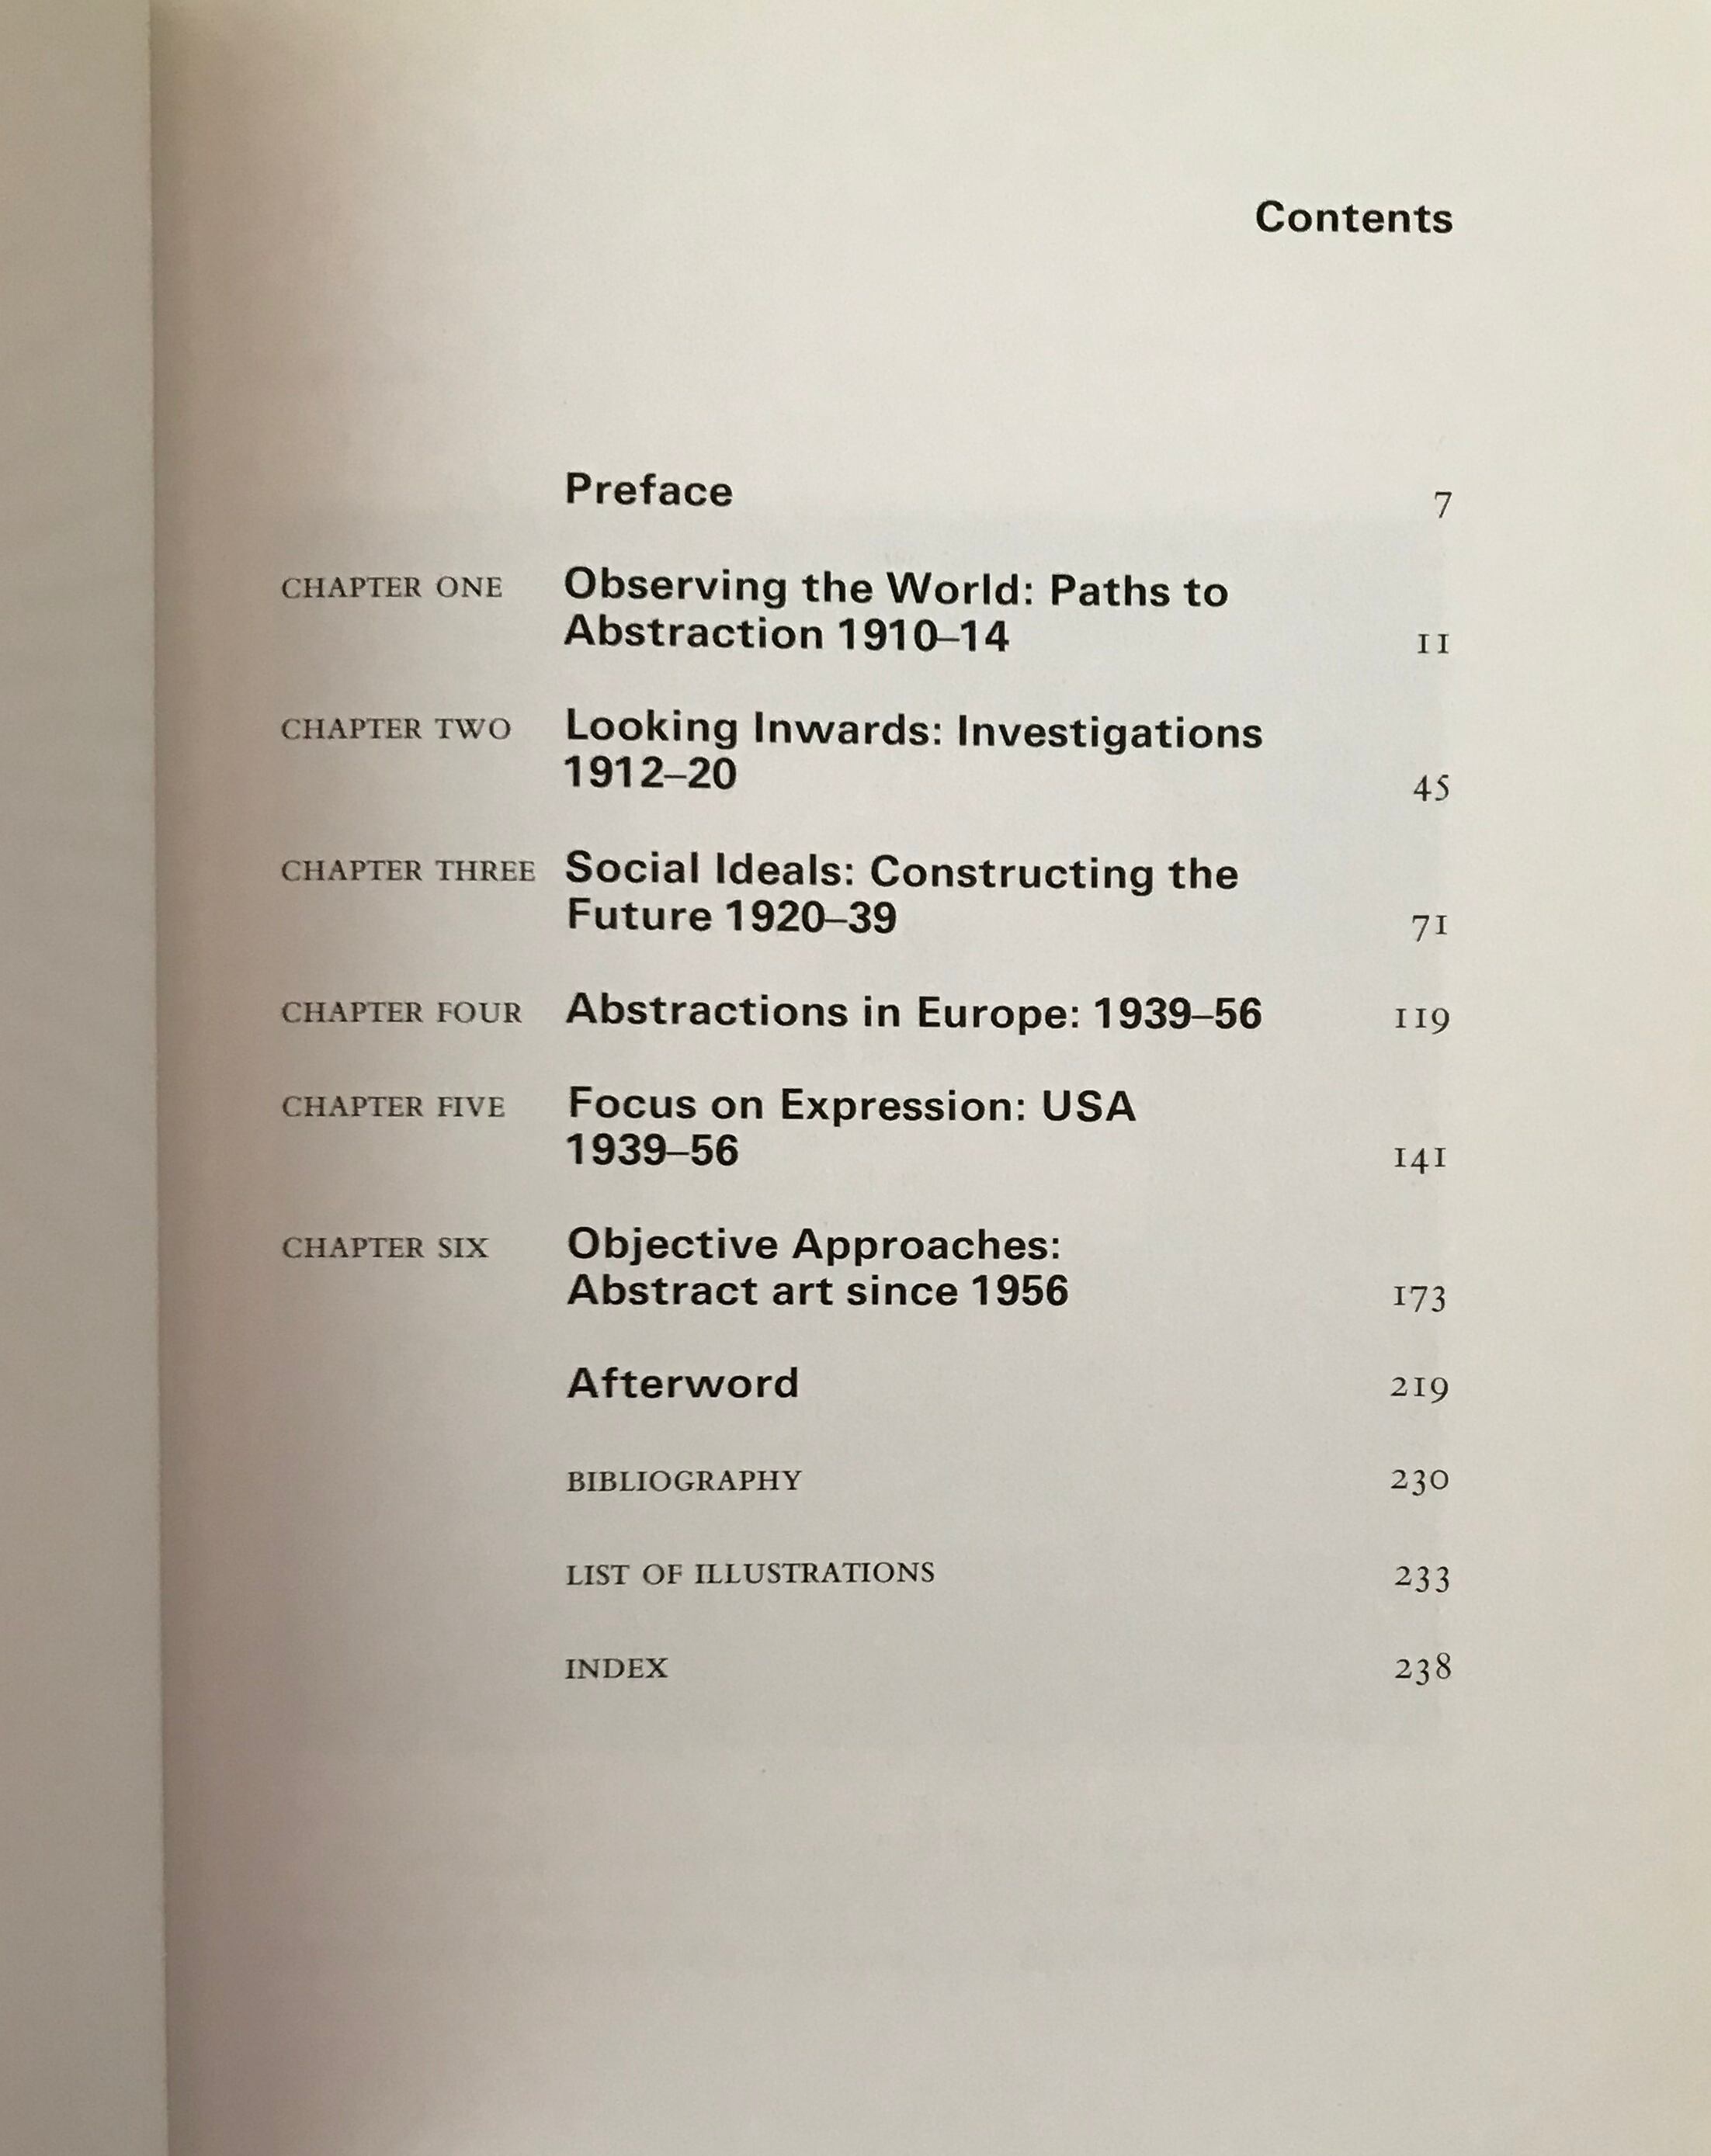 Contents
Preface 7
CHAPTER ONE Observing the World: Paths to
Abstraction 1910–14 11
CHAPTER TWO Looking Inwards: Investigations
1912–20 45
CHAPTER THREE Social Ideals: Constructing the
Future 1920–39 71
CHAPTER FOUR Abstractions in Europe: 1939–56 119
CHAPTER FIVE Focus on Expression: USA
1939–56 141
CHAPTER SIX Objective Approaches:
Abstract art since 1956 173
Afterword 219
BIBLIOGRAPHY 230
LIST OF ILLUSTRATIONS 233
INDEX 238